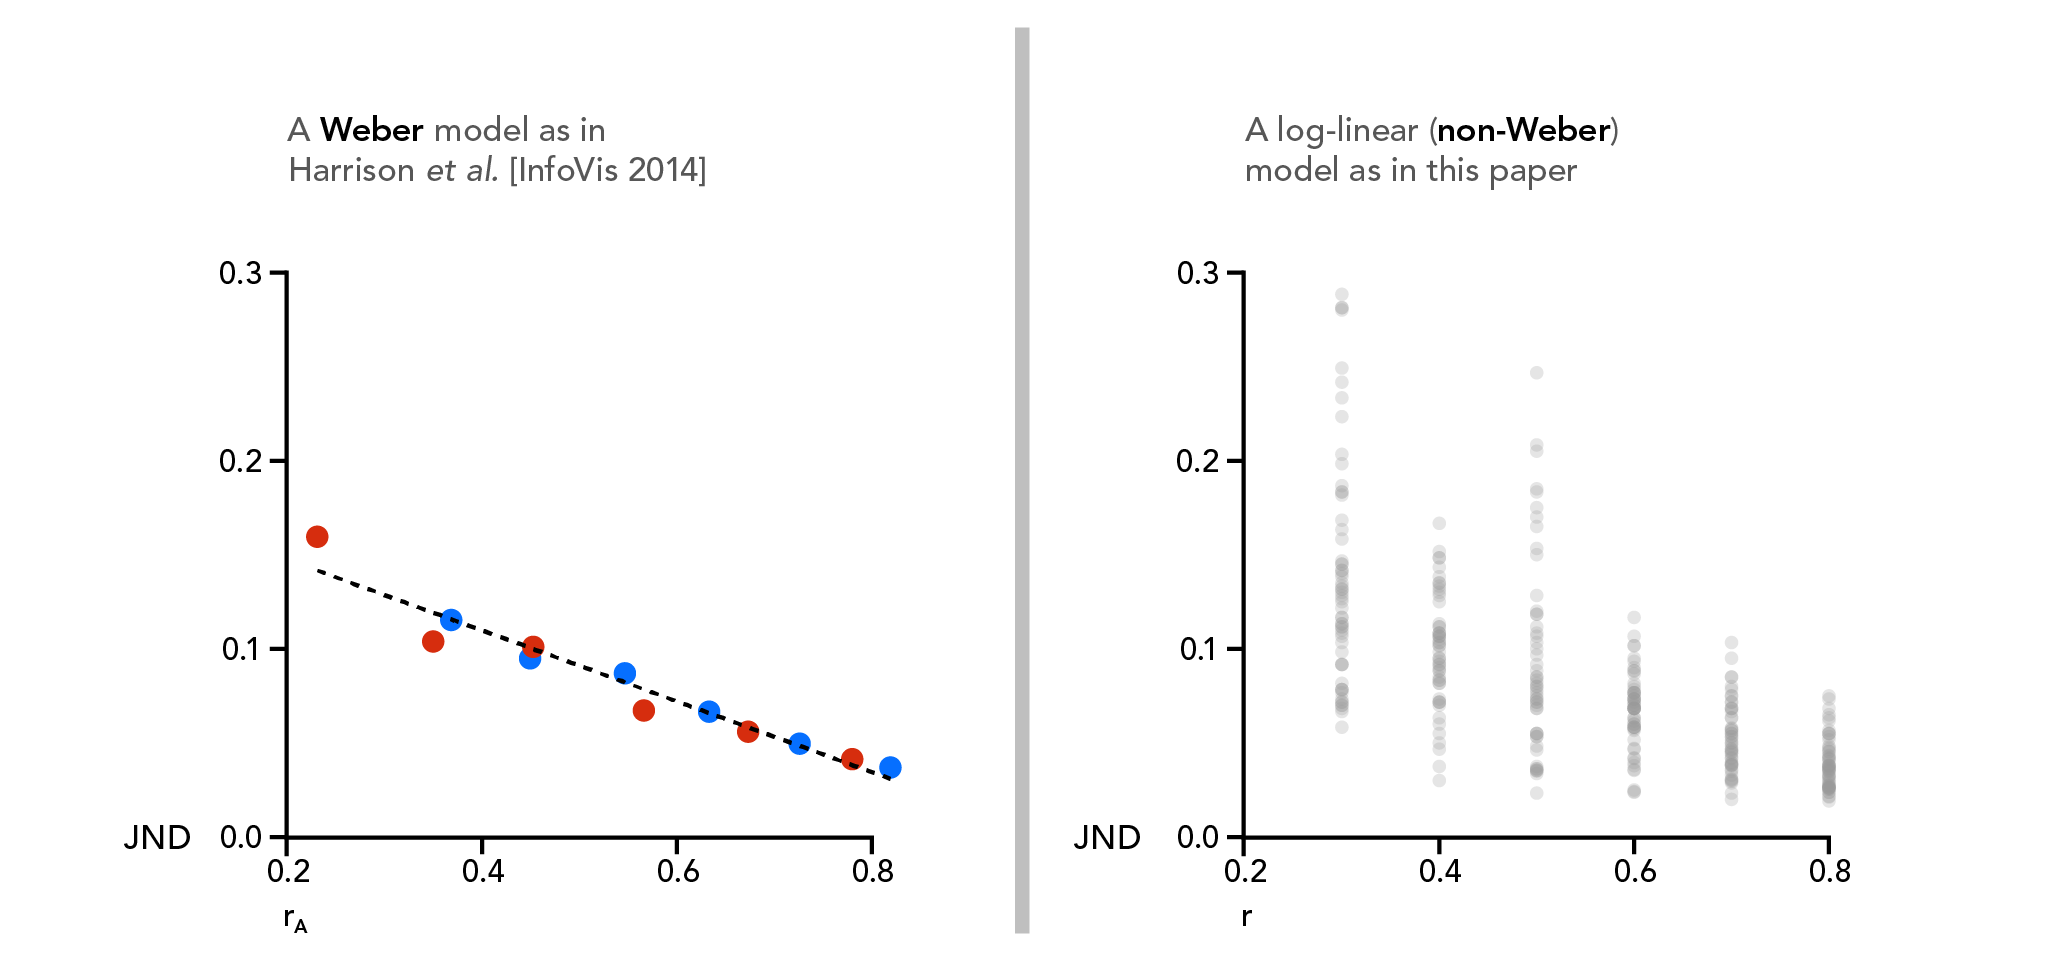 A Weber model as in
Harrison et al. [InfoVis 2014]
0.3
0.2
0.1
JND 0.0
0.2 0.4 0.6 0.8
rA
A log-linear (non-Weber)
model as in this paper
0.3
0.2
0.1
JND 0.0
0.2 0.4 0.6 0.8
r